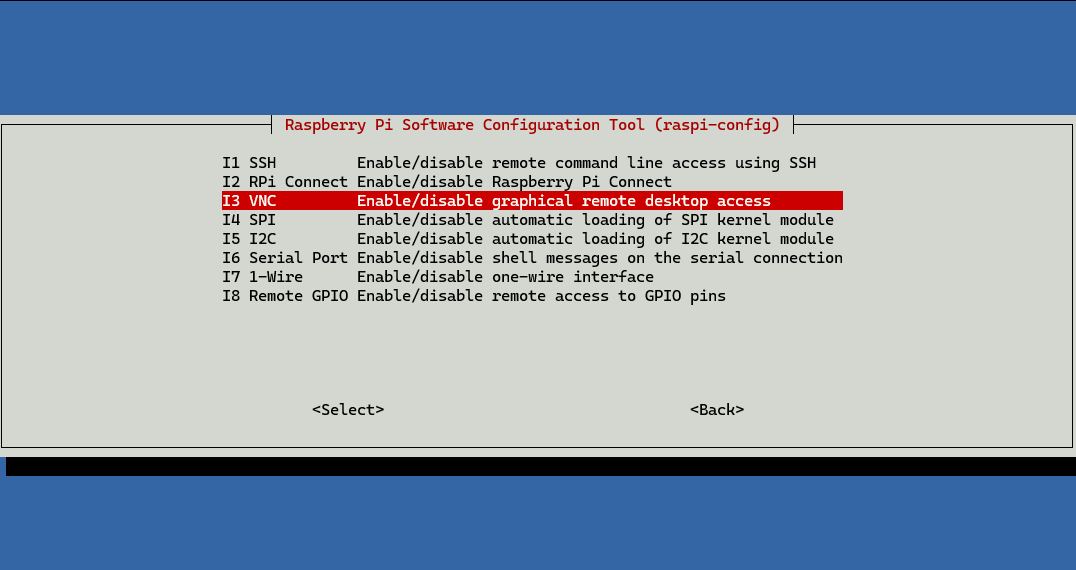 Raspberry Pi Software Configuration Tool (raspi-config)
I1 SSH Enable/disable remote command line access using SSH
I2 RPi Connect Enable/disable Raspberry Pi Connect
I3 VNC Enable/disable graphical remote desktop access
I4 SPI Enable/disable automatic loading of SPI kernel module
I5 I2C Enable/disable automatic loading of I2C kernel module
I6 Serial Port Enable/disable shell messages on the serial connection
I7 1-Wire Enable/disable one-wire interface
I8 Remote GPIO Enable/disable remote access to GPIO pins
<Select> <Back>